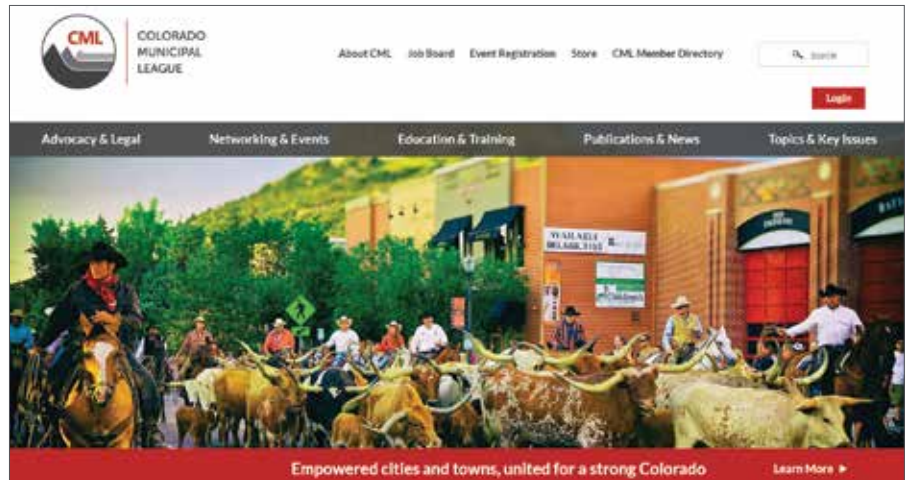 CML
COLORADO
MUNICIPAL
LEAGUE
About CML Job Board Event Registration Store CML Member Directory
Login
Advocacy & Legal Networking & Events Education & Training Publications & News Topics & Key Issues
AVAILABLE
Empowered cities and towns, united for a strong Colorado Learn More ►